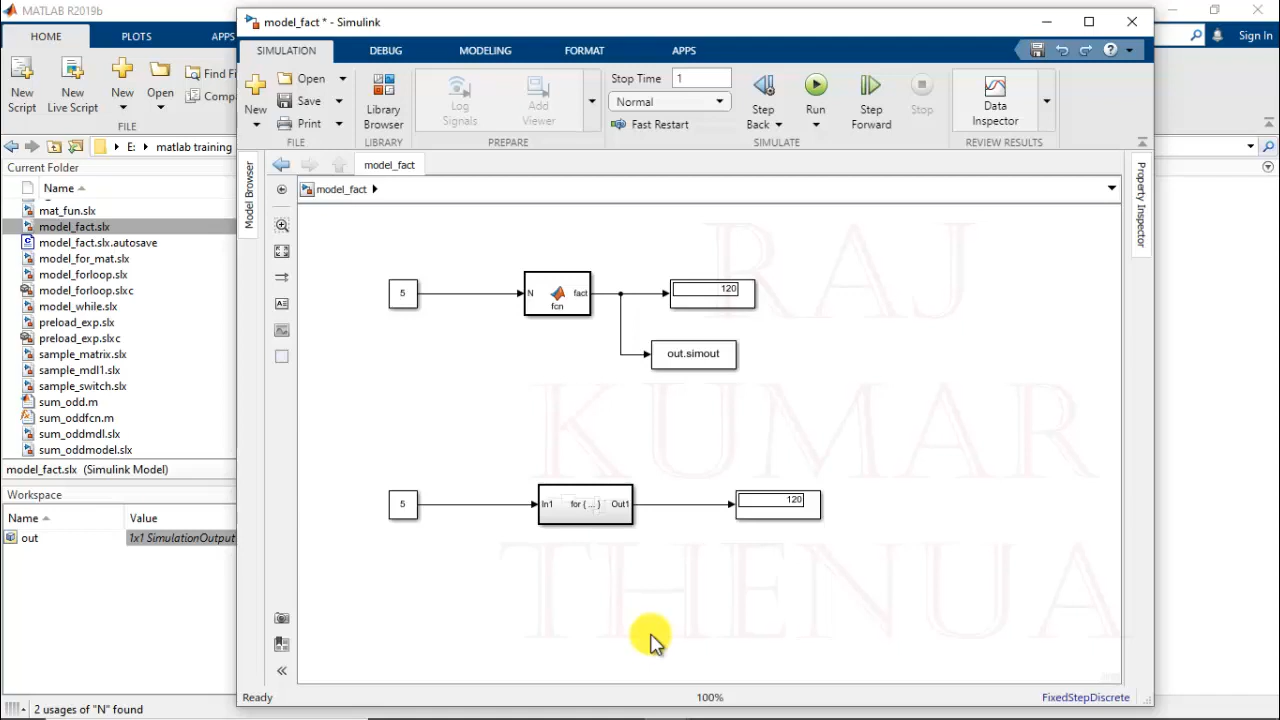 MATLAB R2019b
HOME
PLOTS
APPS
Sign In
New Script
New Live Script
New
Open
Find Fi
Compa
FILE
E:
matlab training
Current Folder
Name
mat_fun.slx
model_fact.slx
model_fact.slx.autosave
model_for_mat.slx
model_forloop.slx
model_forloop.slxc
model_while.slx
preload_exp.slx
preload_exp.slxc
sample_matrix.slx
sample_mdl1.slx
sample_switch.slx
sum_odd.m
sum_oddfcn.m
sum_oddmdl.slx
sum_oddmodel.slx
model_fact.slx (Simulink Model)
Workspace
Name
Value
out
1x1 SimulationOutput
2 usages of "N" found
model_fact * - Simulink
SIMULATION
DEBUG
MODELING
FORMAT
APPS
New
Open
Save
Print
FILE
Library Browser
LIBRARY
Log Signals
Add Viewer
PREPARE
Stop Time
1
Normal
Fast Restart
Step Back
Run
Step Forward
Stop
SIMULATE
Data Inspector
REVIEW RESULTS
Model Browser
model_fact
model_fact
Property Inspector
5
N
fact
fcn
120
out.simout
5
In1
for { ... }
Out1
120
RAJ
KUMAR
THENUA
Ready
100%
FixedStepDiscrete